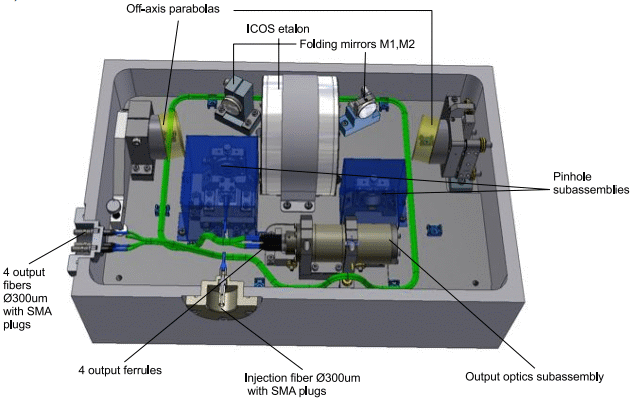 Off-axis parabolas
ICOS etalon
Folding mirrors M1,M2
Pinhole
subassemblies
4 output
fibers
Ø300um
with SMA
plugs
4 output ferrules
Injection fiber Ø300um
with SMA plugs
Output optics subassembly